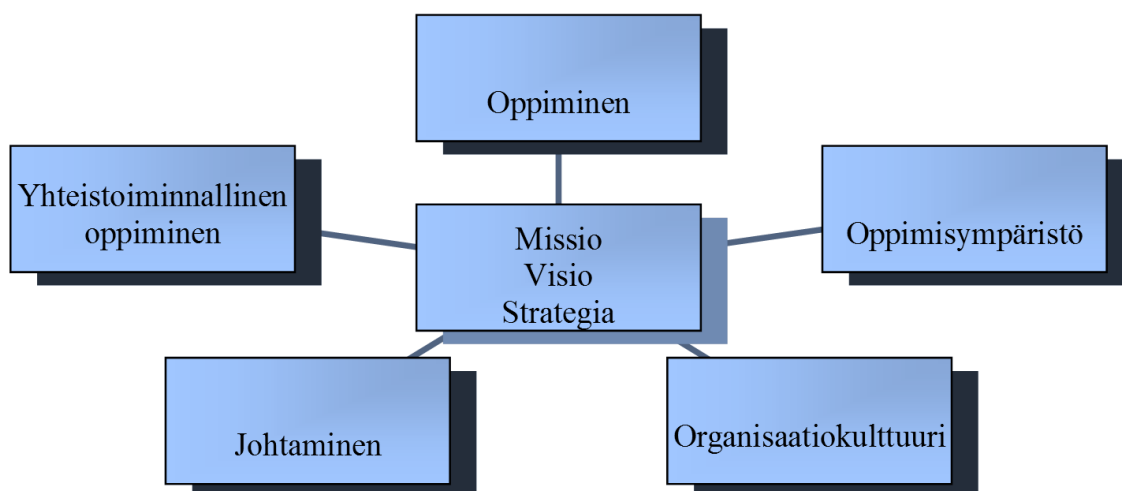 Oppiminen
Yhteistoiminnallinen
oppiminen
Missio
Visio
Strategia
Oppimisympäristö
Johtaminen
Organisaatiokulttuuri